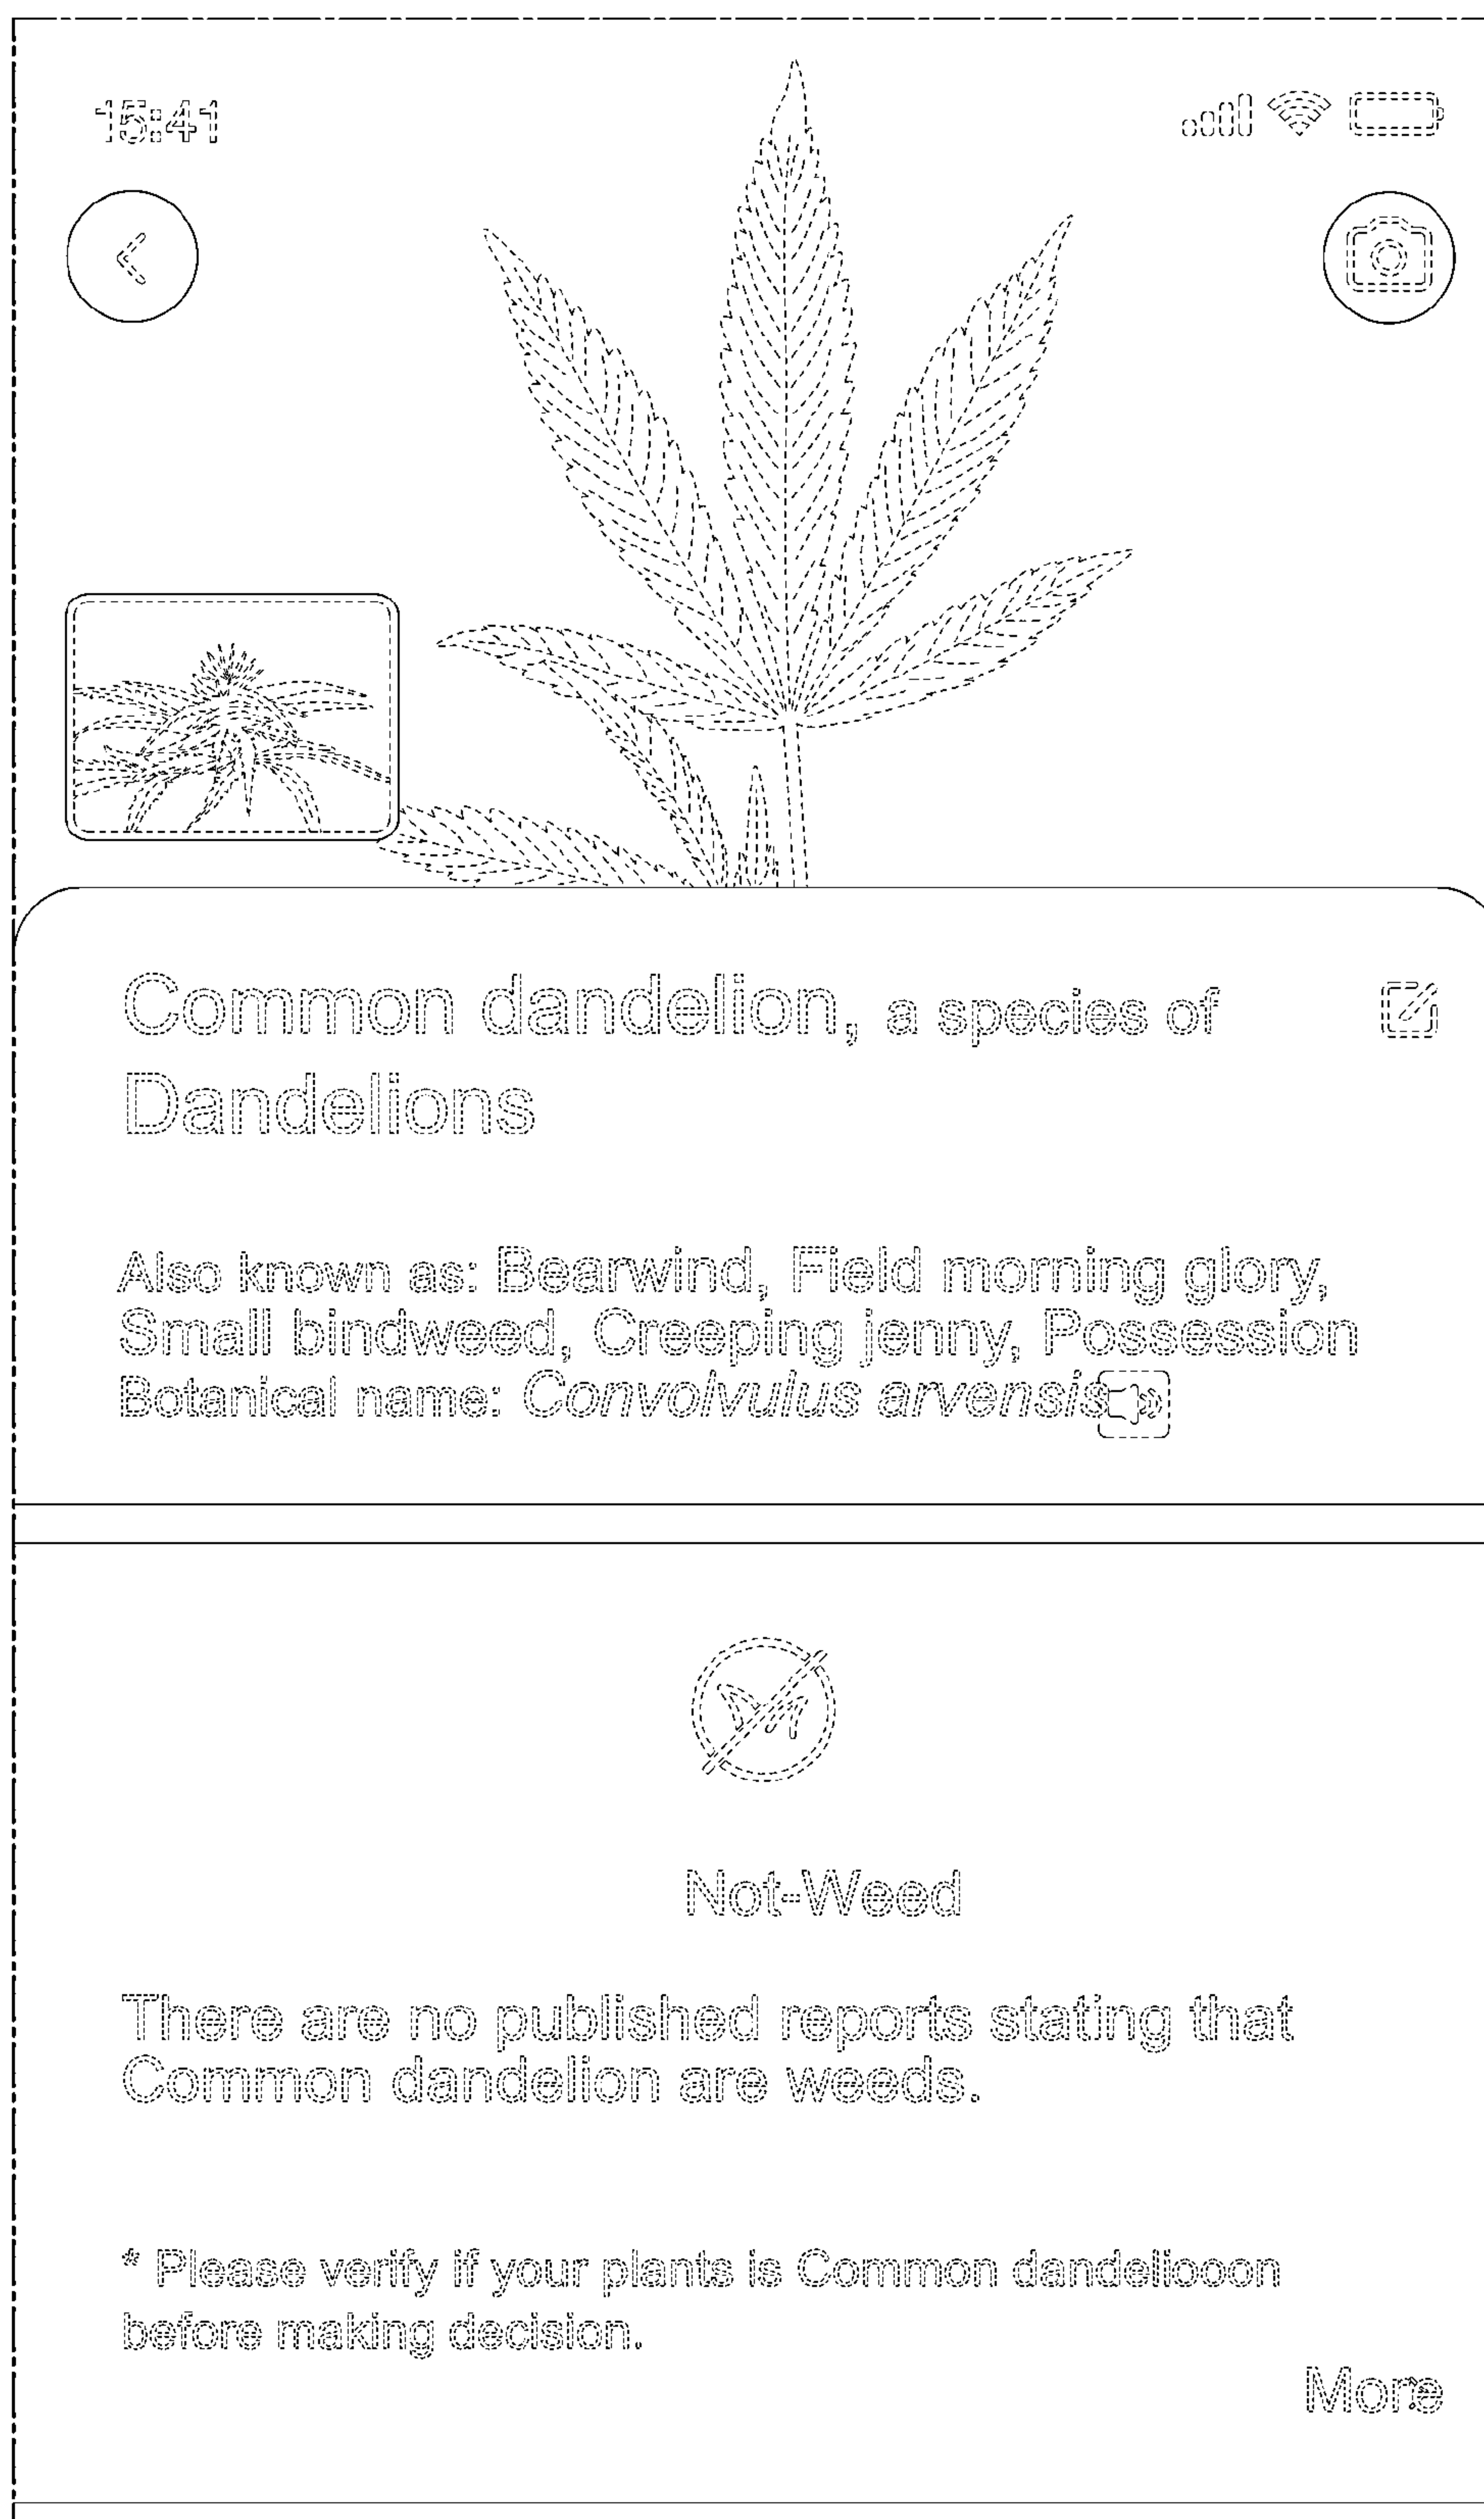 15:41
Common dandelion, a species of
Dandelions
Also known as: Bearwind, Field morning glory,
Small bindweed, Creeping jenny, Possession
Botanical name: Convolvulus arvensis
Not-Weed
There are no published reports stating that
Common dandelion are weeds.
* Please verify if your plants is Common dandeliooon
before making decision.
More